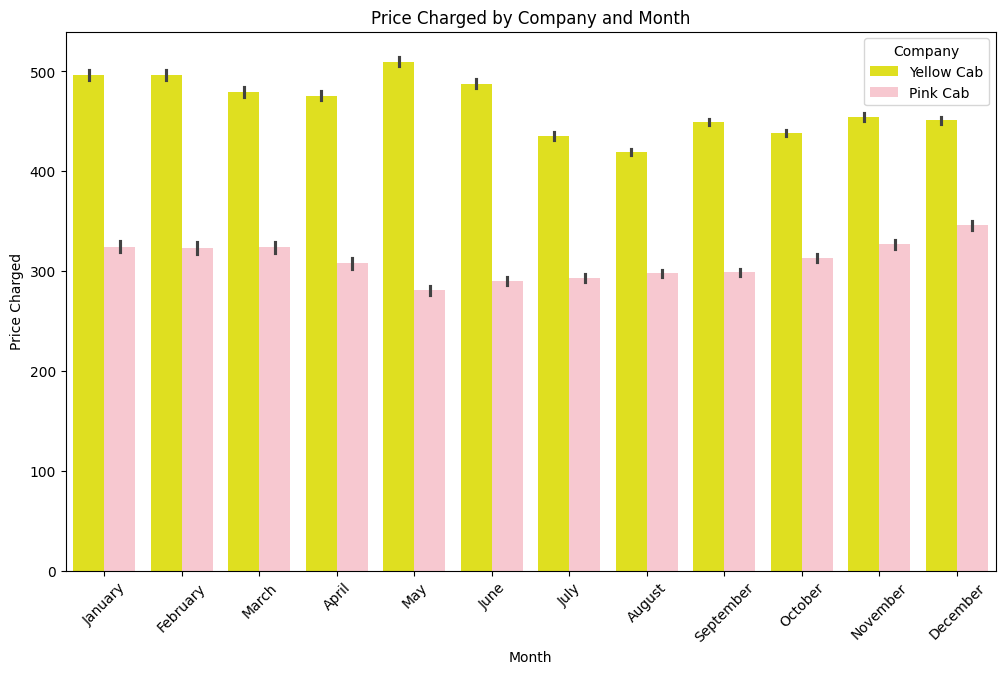 Price Charged by Company and Month
Company
Yellow Cab
Pink Cab
Price Charged
500
400
300
200
100
0
January
February
March
April
May
June
July
August
September
October
November
December
Month